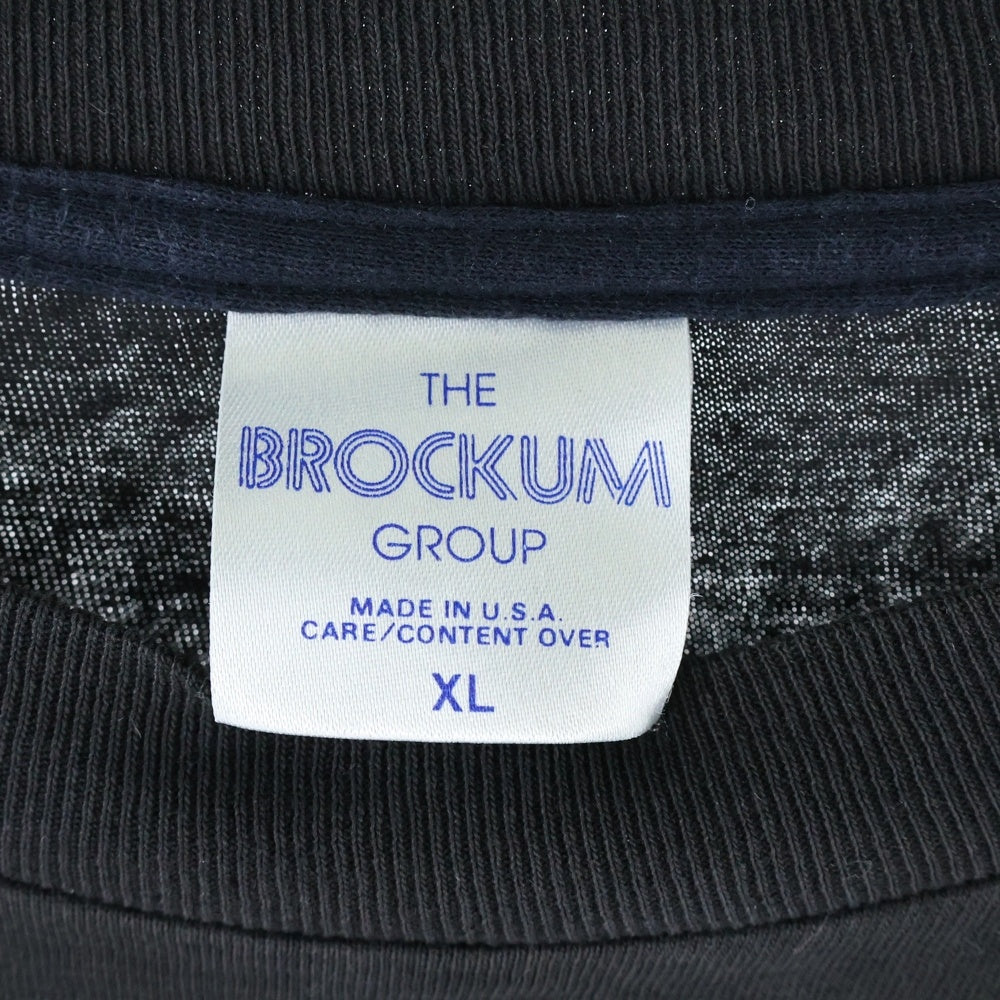 THE
BROCKUM
GROUP
MADE IN U.S.A.
CARE/CONTENT OVER
XL